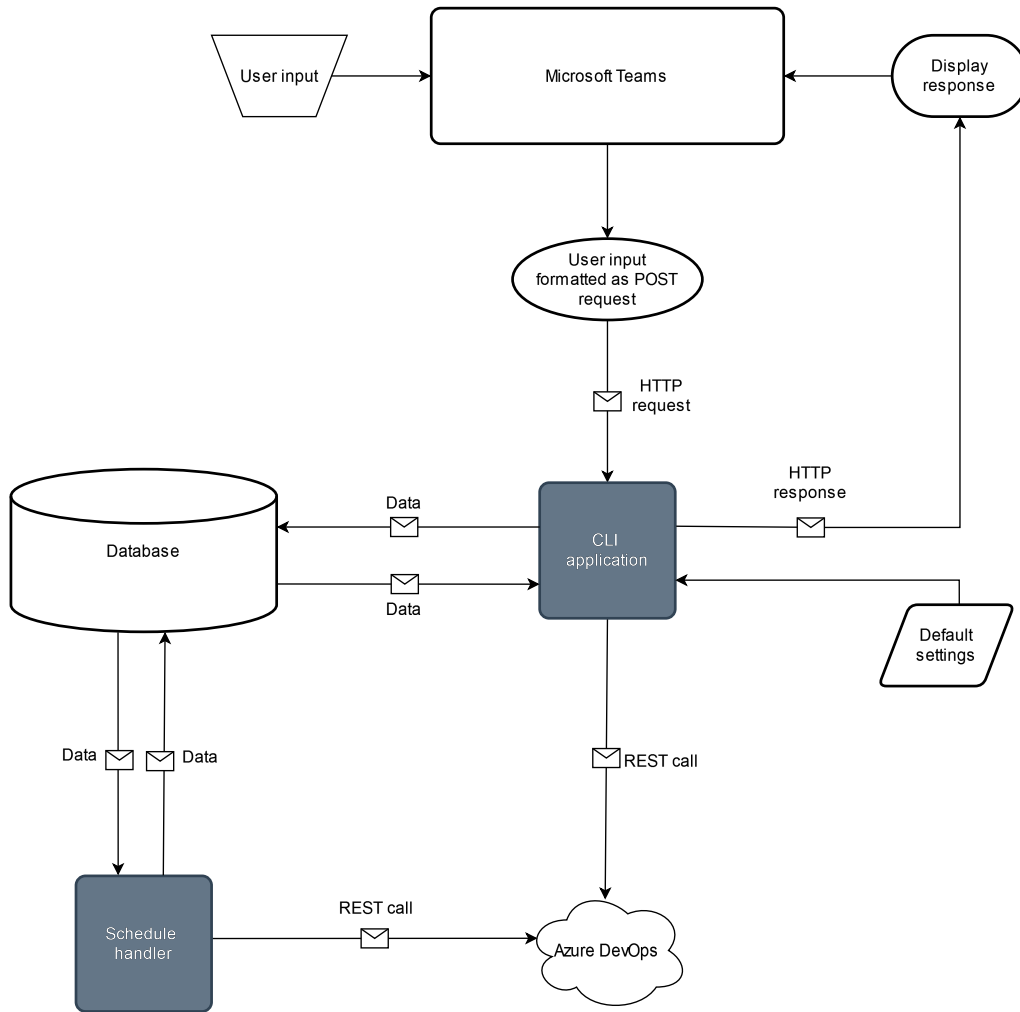 User input
Microsoft Teams
Display
response
User input
formatted as POST
request
HTTP
request
HTTP
response
Data
CLI
application
Database
Data
Default
settings
Data
Data
REST call
REST call
Schedule
handler
Azure DevOps